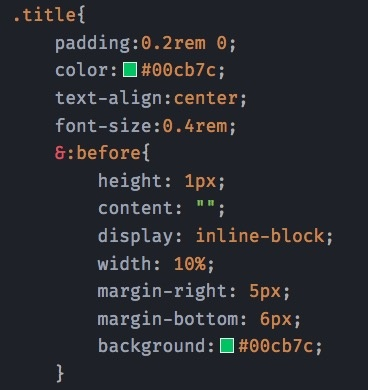 .title{
padding:0.2rem 0;
color:#00cb7c;
text-align:center;
font-size:0.4rem;
&:before{
height: 1px;
content: "";
display: inline-block;
width: 10%;
margin-right: 5px;
margin-bottom: 6px;
background:#00cb7c;
}